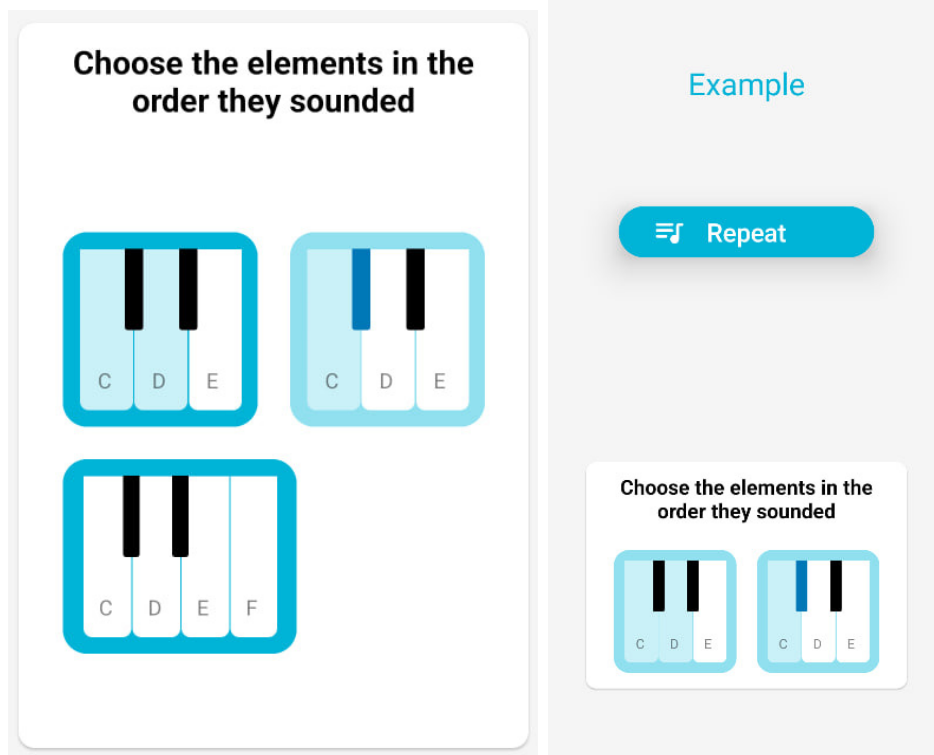 Choose the elements in the
order they sounded
C D E
C D E
C D E F
Example
Repeat
Choose the elements in the
order they sounded
C D E
C D E